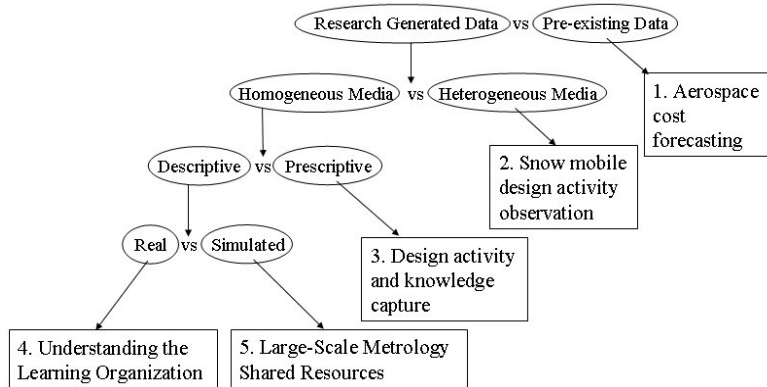 Research Generated Data vs Pre-existing Data
Homogeneous Media vs Heterogeneous Media
1. Aerospace
cost
forecasting
Descriptive vs Prescriptive
2. Snow mobile
design activity
observation
Real vs Simulated
3. Design activity
and knowledge
capture
4. Understanding the
Learning Organization
5. Large-Scale Metrology
Shared Resources